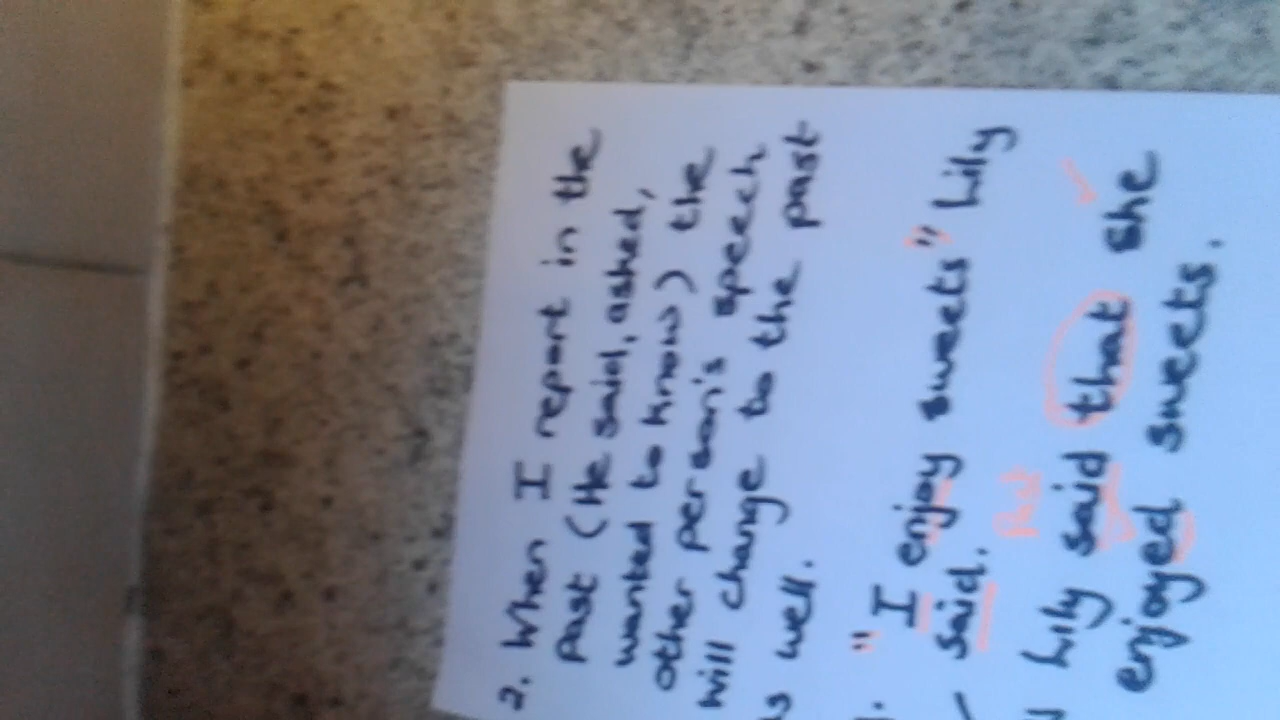 2. When I report in the
past (He said, asked,
wanted to know) the
other person's speech
will change to the past
as well.
"I enjoy sweets" Lily
said.
Past
Lily said that she
enjoyed sweets.